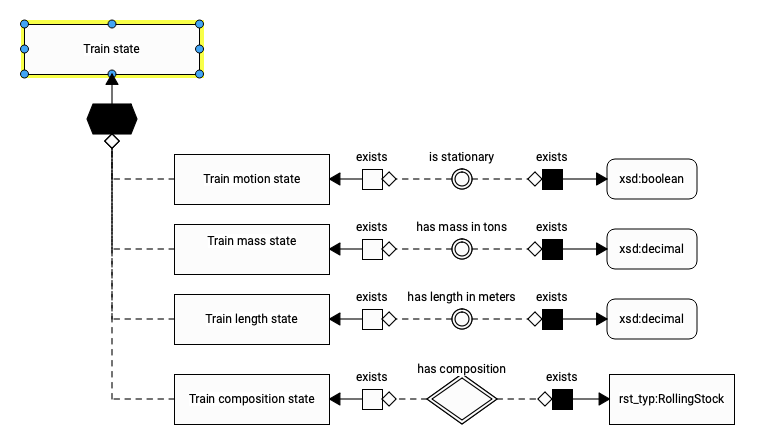 Train state
exists is stationary exists
Train motion state xsd:boolean
exists has mass in tons exists
Train mass state xsd:decimal
exists has length in meters exists
Train length state xsd:decimal
exists has composition exists
Train composition state rst_typ:RollingStock